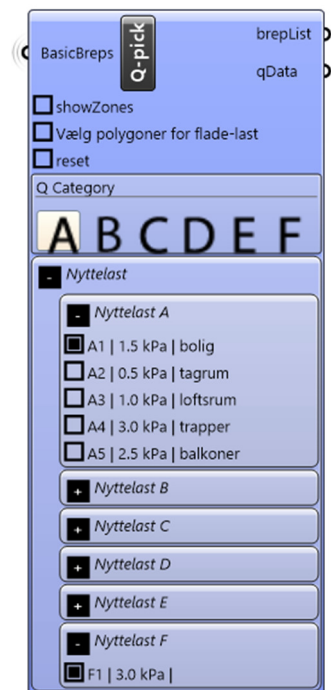 brepList
BasicBreps
Q-pick
qData
showZones
Vælg polygoner for flade-last
reset
Q Category
A B C D E F
- Nyttelast
- Nyttelast A
A1 | 1.5 kPa | bolig
A2 | 0.5 kPa | tagrum
A3 | 1.0 kPa | loftsrum
A4 | 3.0 kPa | trapper
A5 | 2.5 kPa | balkoner
+ Nyttelast B
+ Nyttelast C
+ Nyttelast D
+ Nyttelast E
- Nyttelast F
F1 | 3.0 kPa |